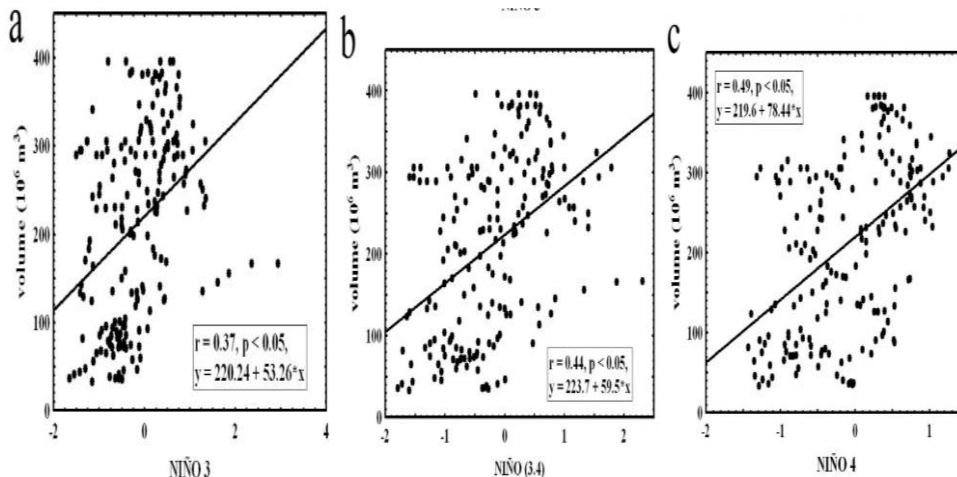 a
volume (10⁶ m³)
400
300
200
100
0
-2
0
2
4
r = 0.37, p < 0.05,
y = 220.24 + 53.26*x
NIÑO 3
b
volume (10⁶ m³)
400
300
200
100
0
-2
-1
0
1
2
r = 0.44, p < 0.05,
y = 223.7 + 59.5*x
NIÑO (3.4)
c
volume (10⁶ m³)
400
300
200
100
0
-2
-1
0
1
r = 0.49, p < 0.05,
y = 219.6 + 78.44*x
NIÑO 4